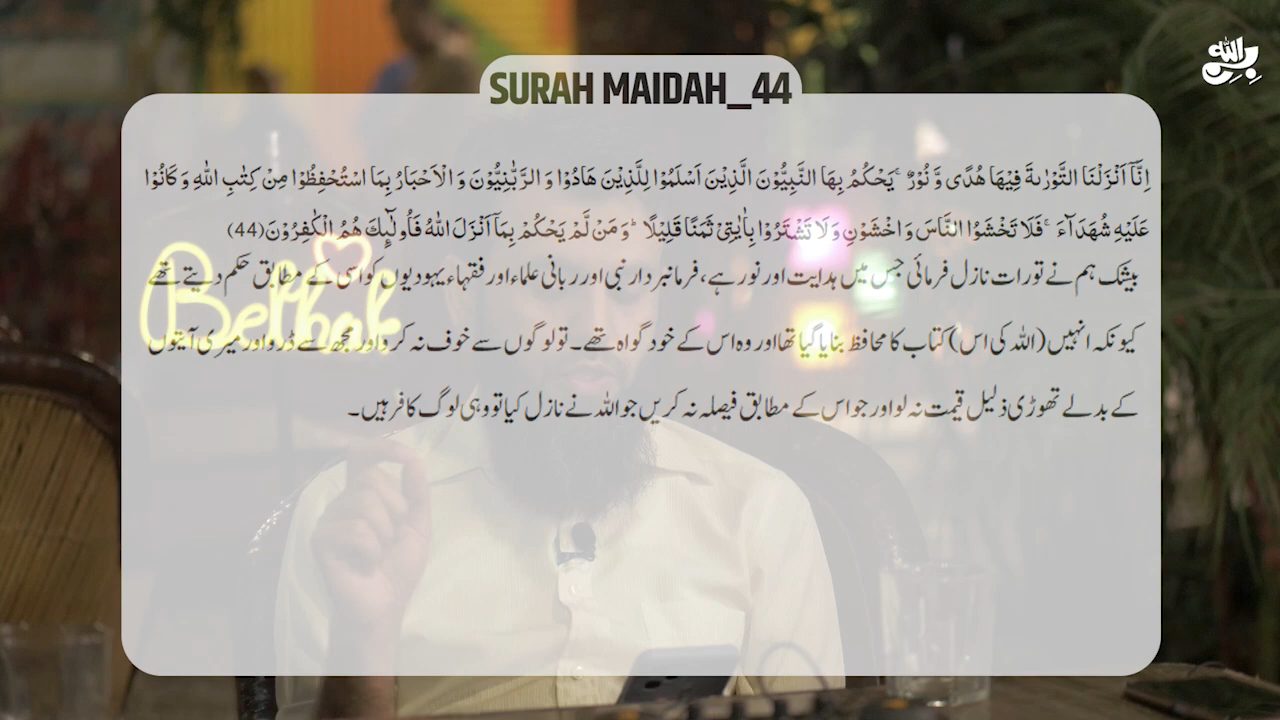 SURAH MAIDAH_44
اِنَّاۤ اَنْزَلْنَا التَّوْرٰىةَ فِیْهَا هُدًى وَّ نُوْرٌۚ-یَحْكُمُ بِهَا النَّبِیُّوْنَ الَّذِیْنَ اَسْلَمُوْا لِلَّذِیْنَ هَادُوْا وَ الرَّبّٰنِیُّوْنَ وَ الْاَحْبَارُ بِمَا اسْتُحْفِظُوْا مِنْ كِتٰبِ اللّٰهِ وَ كَانُوْا
عَلَیْهِ شُهَدَآءَۚ-فَلَا تَخْشَوُا النَّاسَ وَ اخْشَوْنِ وَ لَا تَشْتَرُوْا بِاٰیٰتِیْ ثَمَنًا قَلِیْلًاؕ-وَ مَنْ لَّمْ یَحْكُمْ بِمَاۤ اَنْزَلَ اللّٰهُ فَاُولٰٓىٕكَ هُمُ الْكٰفِرُوْنَ(44)
بیشک ہم نے تورات نازل فرمائی جس میں ہدایت اور نور ہے، فرمانبردار نبی اور ربانی علماء اور فقہاء یہودیوں کو اسی کے مطابق حکم دیتے تھے
کیونکہ انہیں (اللہ کی اس) کتاب کا محافظ بنایا گیا تھا اور وہ اس کے خود گواہ تھے۔ تو لوگوں سے خوف نہ کرو اور مجھ سے ڈرو اور میری آیتوں
کے بدلے تھوڑی ذلیل قیمت نہ لو اور جو اس کے مطابق فیصلہ نہ کریں جو اللہ نے نازل کیا تو وہی لوگ کافر ہیں۔
Bethak
بسم اللہ